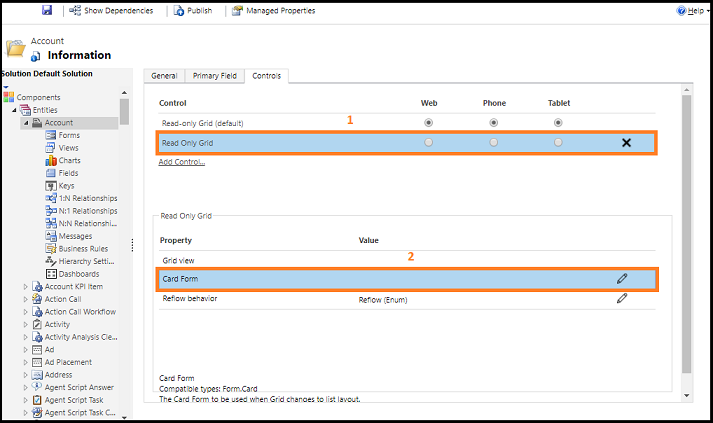 Show Dependencies Publish Managed Properties Help
Account
Information
Solution Default Solution
General Primary Field Controls
Components
Entities
Account
Forms
Views
Charts
Fields
Keys
1:N Relationships
N:1 Relationships
N:N Relationshi...
Messages
Business Rules
Hierarchy Setti...
Dashboards
Account KPI Item
Action Call
Action Call Workflow
Activity
Activity Analysis Cle...
Ad
Ad Placement
Address
Agent Script Answer
Agent Script Task
Agent Script Task C...
Control Web Phone Tablet
1
Read-only Grid (default)
Read Only Grid
Add Control...
Read Only Grid
Property Value
Grid view
2
Card Form
Reflow behavior Reflow (Enum)
Card Form
Compatible types: Form.Card
The Card Form to be used when Grid changes to list layout.